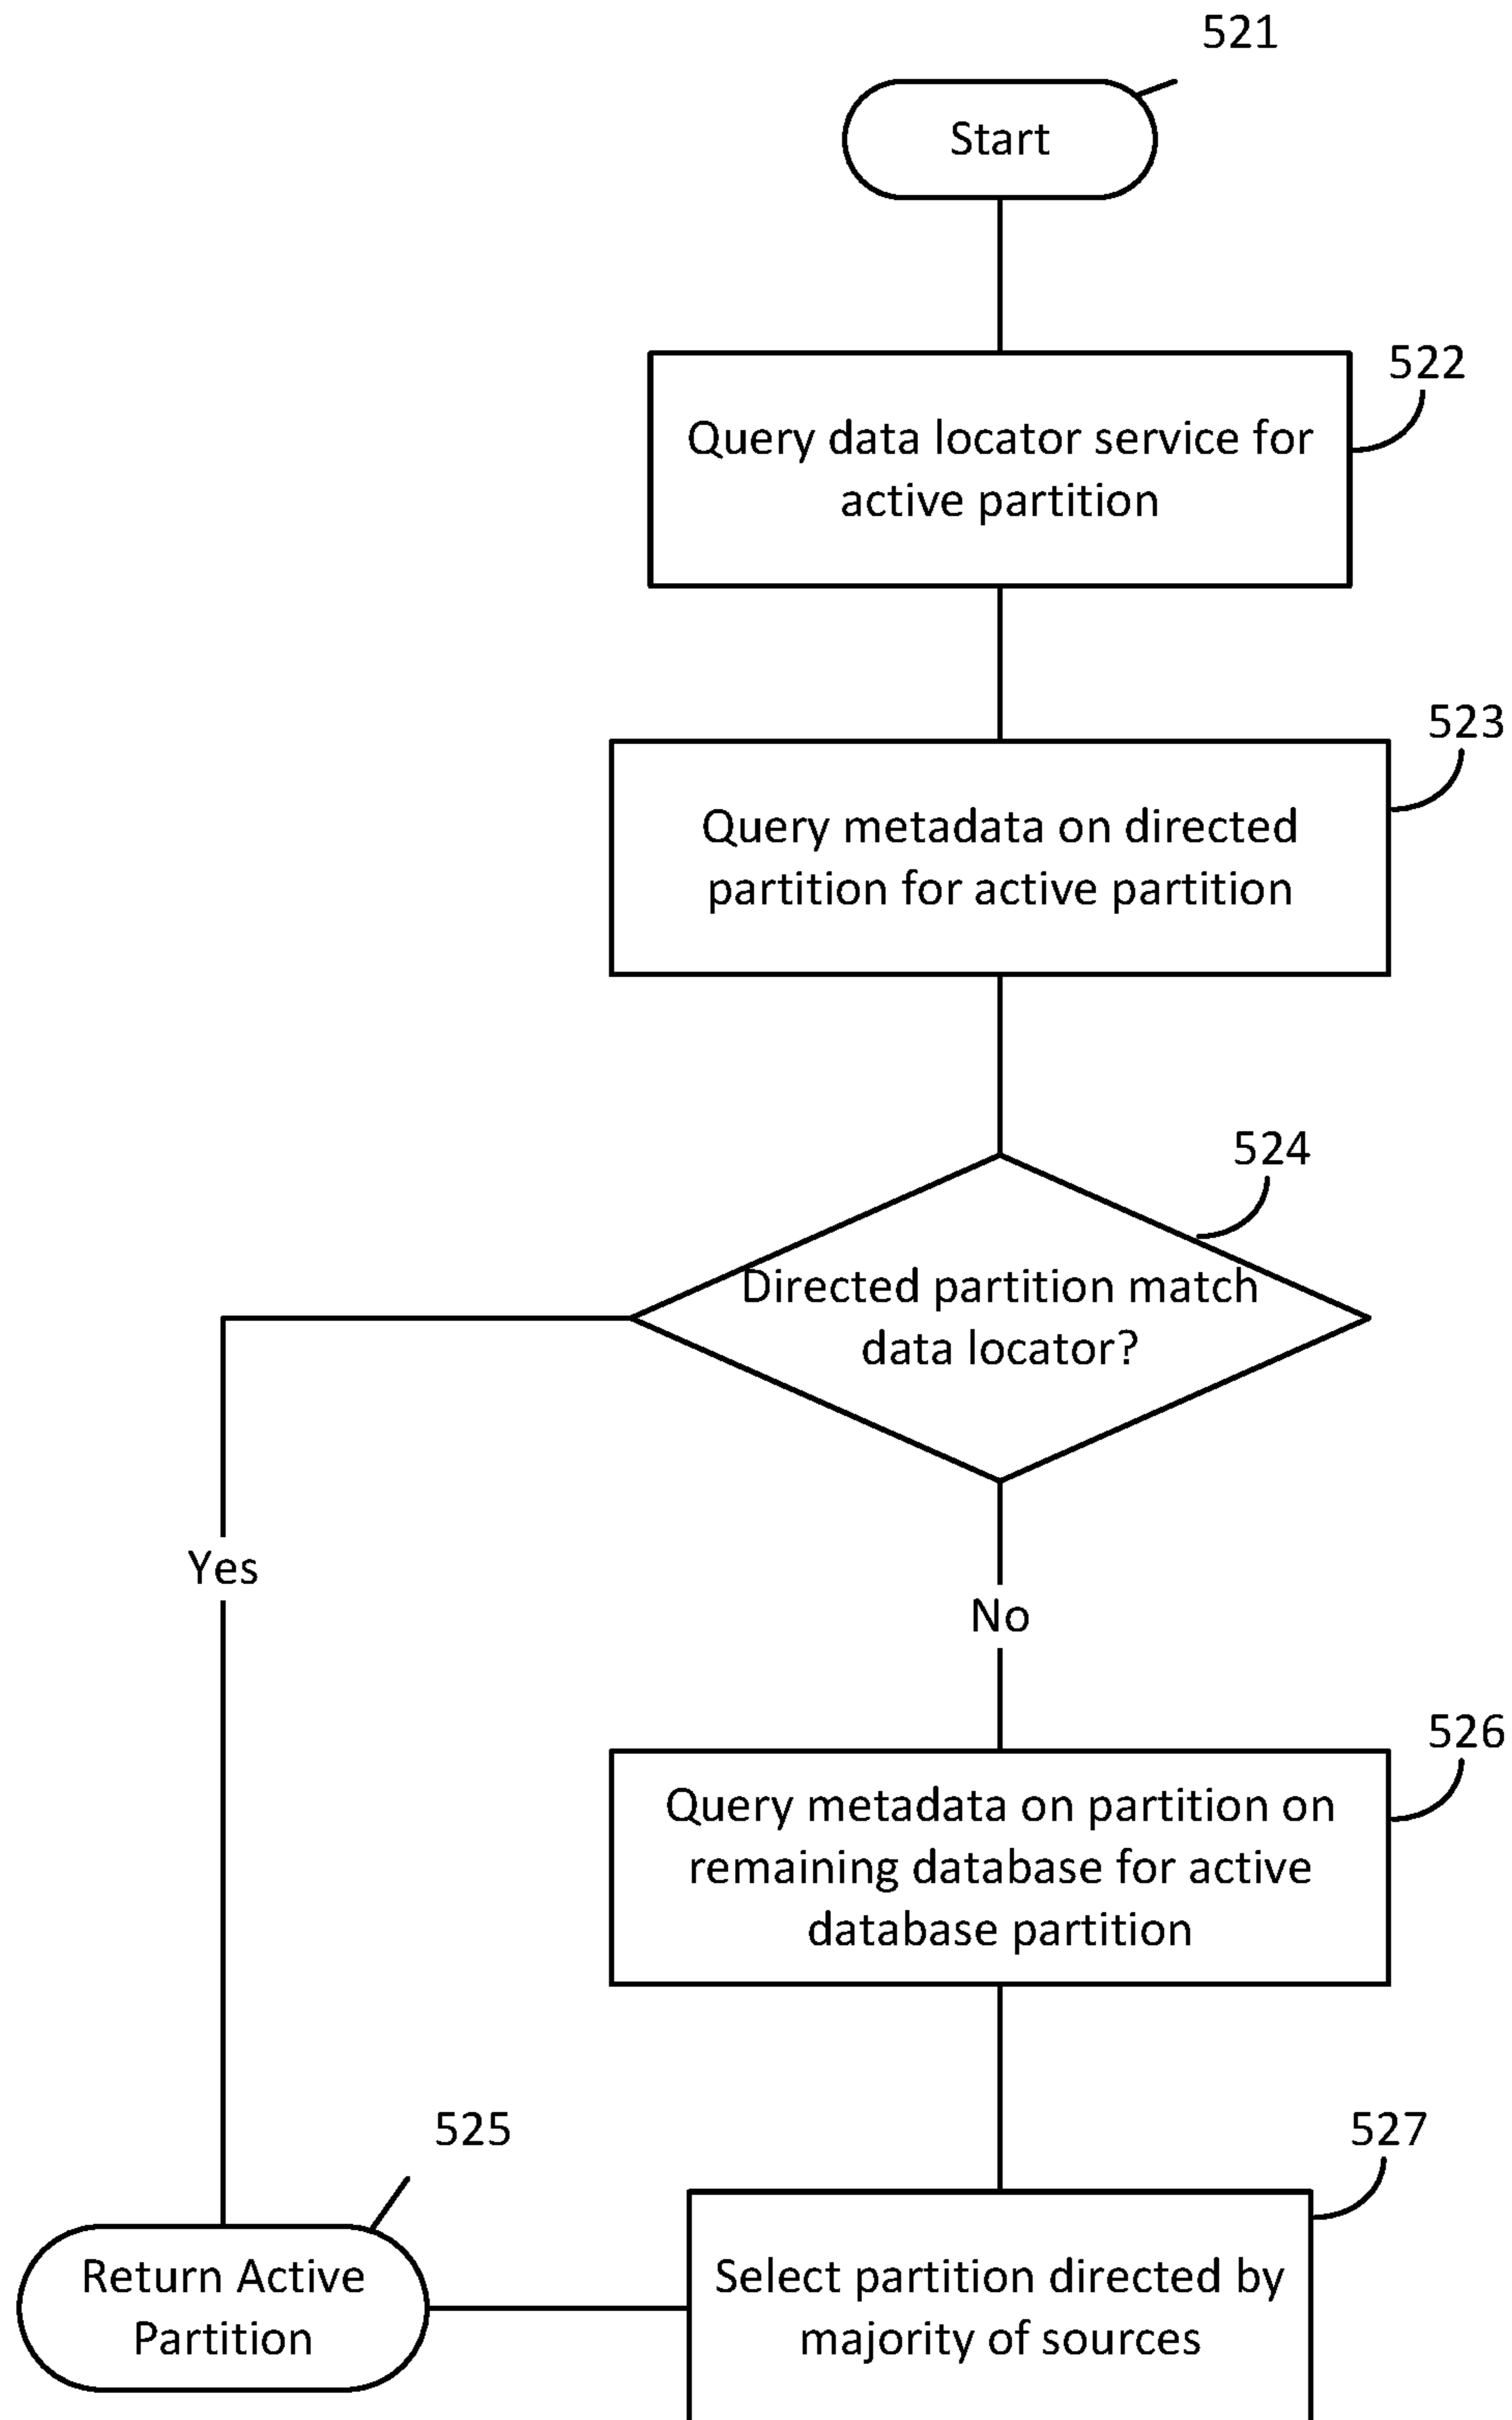 521
Start
522
Query data locator service for
active partition
523
Query metadata on directed
partition for active partition
524
Directed partition match
data locator?
Yes
No
526
Query metadata on partition on
remaining database for active
database partition
525
527
Return Active
Partition
Select partition directed by
majority of sources